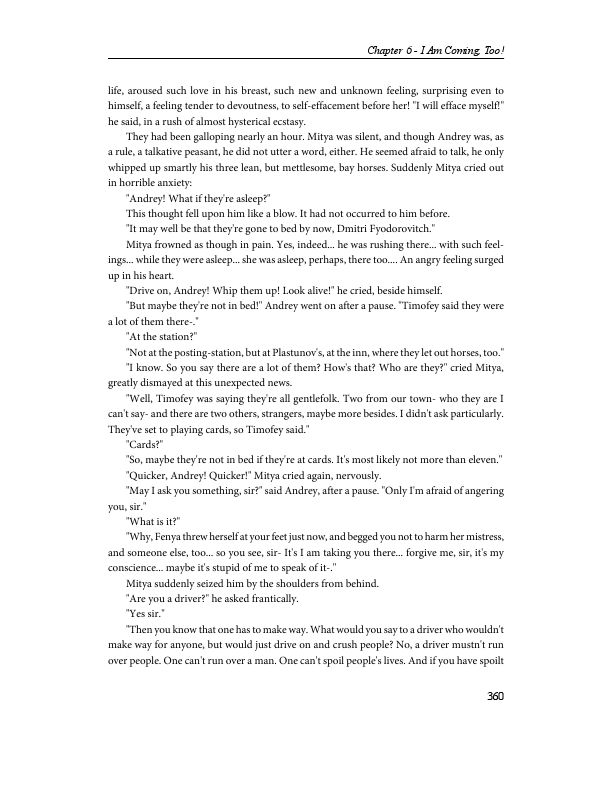 Chapter 6 - I Am Coming, Too!
life, aroused such love in his breast, such new and unknown feeling, surprising even to
himself, a feeling tender to devoutness, to self-effacement before her! "I will efface myself!"
he said, in a rush of almost hysterical ecstasy.
They had been galloping nearly an hour. Mitya was silent, and though Andrey was, as
a rule, a talkative peasant, he did not utter a word, either. He seemed afraid to talk, he only
whipped up smartly his three lean, but mettlesome, bay horses. Suddenly Mitya cried out
in horrible anxiety:
"Andrey! What if they're asleep?"
This thought fell upon him like a blow. It had not occurred to him before.
"It may well be that they're gone to bed by now, Dmitri Fyodorovitch."
Mitya frowned as though in pain. Yes, indeed... he was rushing there... with such feel-
ings... while they were asleep... she was asleep, perhaps, there too.... An angry feeling surged
up in his heart.
"Drive on, Andrey! Whip them up! Look alive!" he cried, beside himself.
"But maybe they're not in bed!" Andrey went on after a pause. "Timofey said they were
a lot of them there-."
"At the station?"
"Not at the posting-station, but at Plastunov's, at the inn, where they let out horses, too."
"I know. So you say there are a lot of them? How's that? Who are they?" cried Mitya,
greatly dismayed at this unexpected news.
"Well, Timofey was saying they're all gentlefolk. Two from our town- who they are I
can't say- and there are two others, strangers, maybe more besides. I didn't ask particularly.
They've set to playing cards, so Timofey said."
"Cards?"
"So, maybe they're not in bed if they're at cards. It's most likely not more than eleven."
"Quicker, Andrey! Quicker!" Mitya cried again, nervously.
"May I ask you something, sir?" said Andrey, after a pause. "Only I'm afraid of angering
you, sir."
"What is it?"
"Why, Fenya threw herself at your feet just now, and begged you not to harm her mistress,
and someone else, too... so you see, sir- It's I am taking you there... forgive me, sir, it's my
conscience... maybe it's stupid of me to speak of it-."
Mitya suddenly seized him by the shoulders from behind.
"Are you a driver?" he asked frantically.
"Yes sir."
"Then you know that one has to make way. What would you say to a driver who wouldn't
make way for anyone, but would just drive on and crush people? No, a driver mustn't run
over people. One can't run over a man. One can't spoil people's lives. And if you have spoilt
360